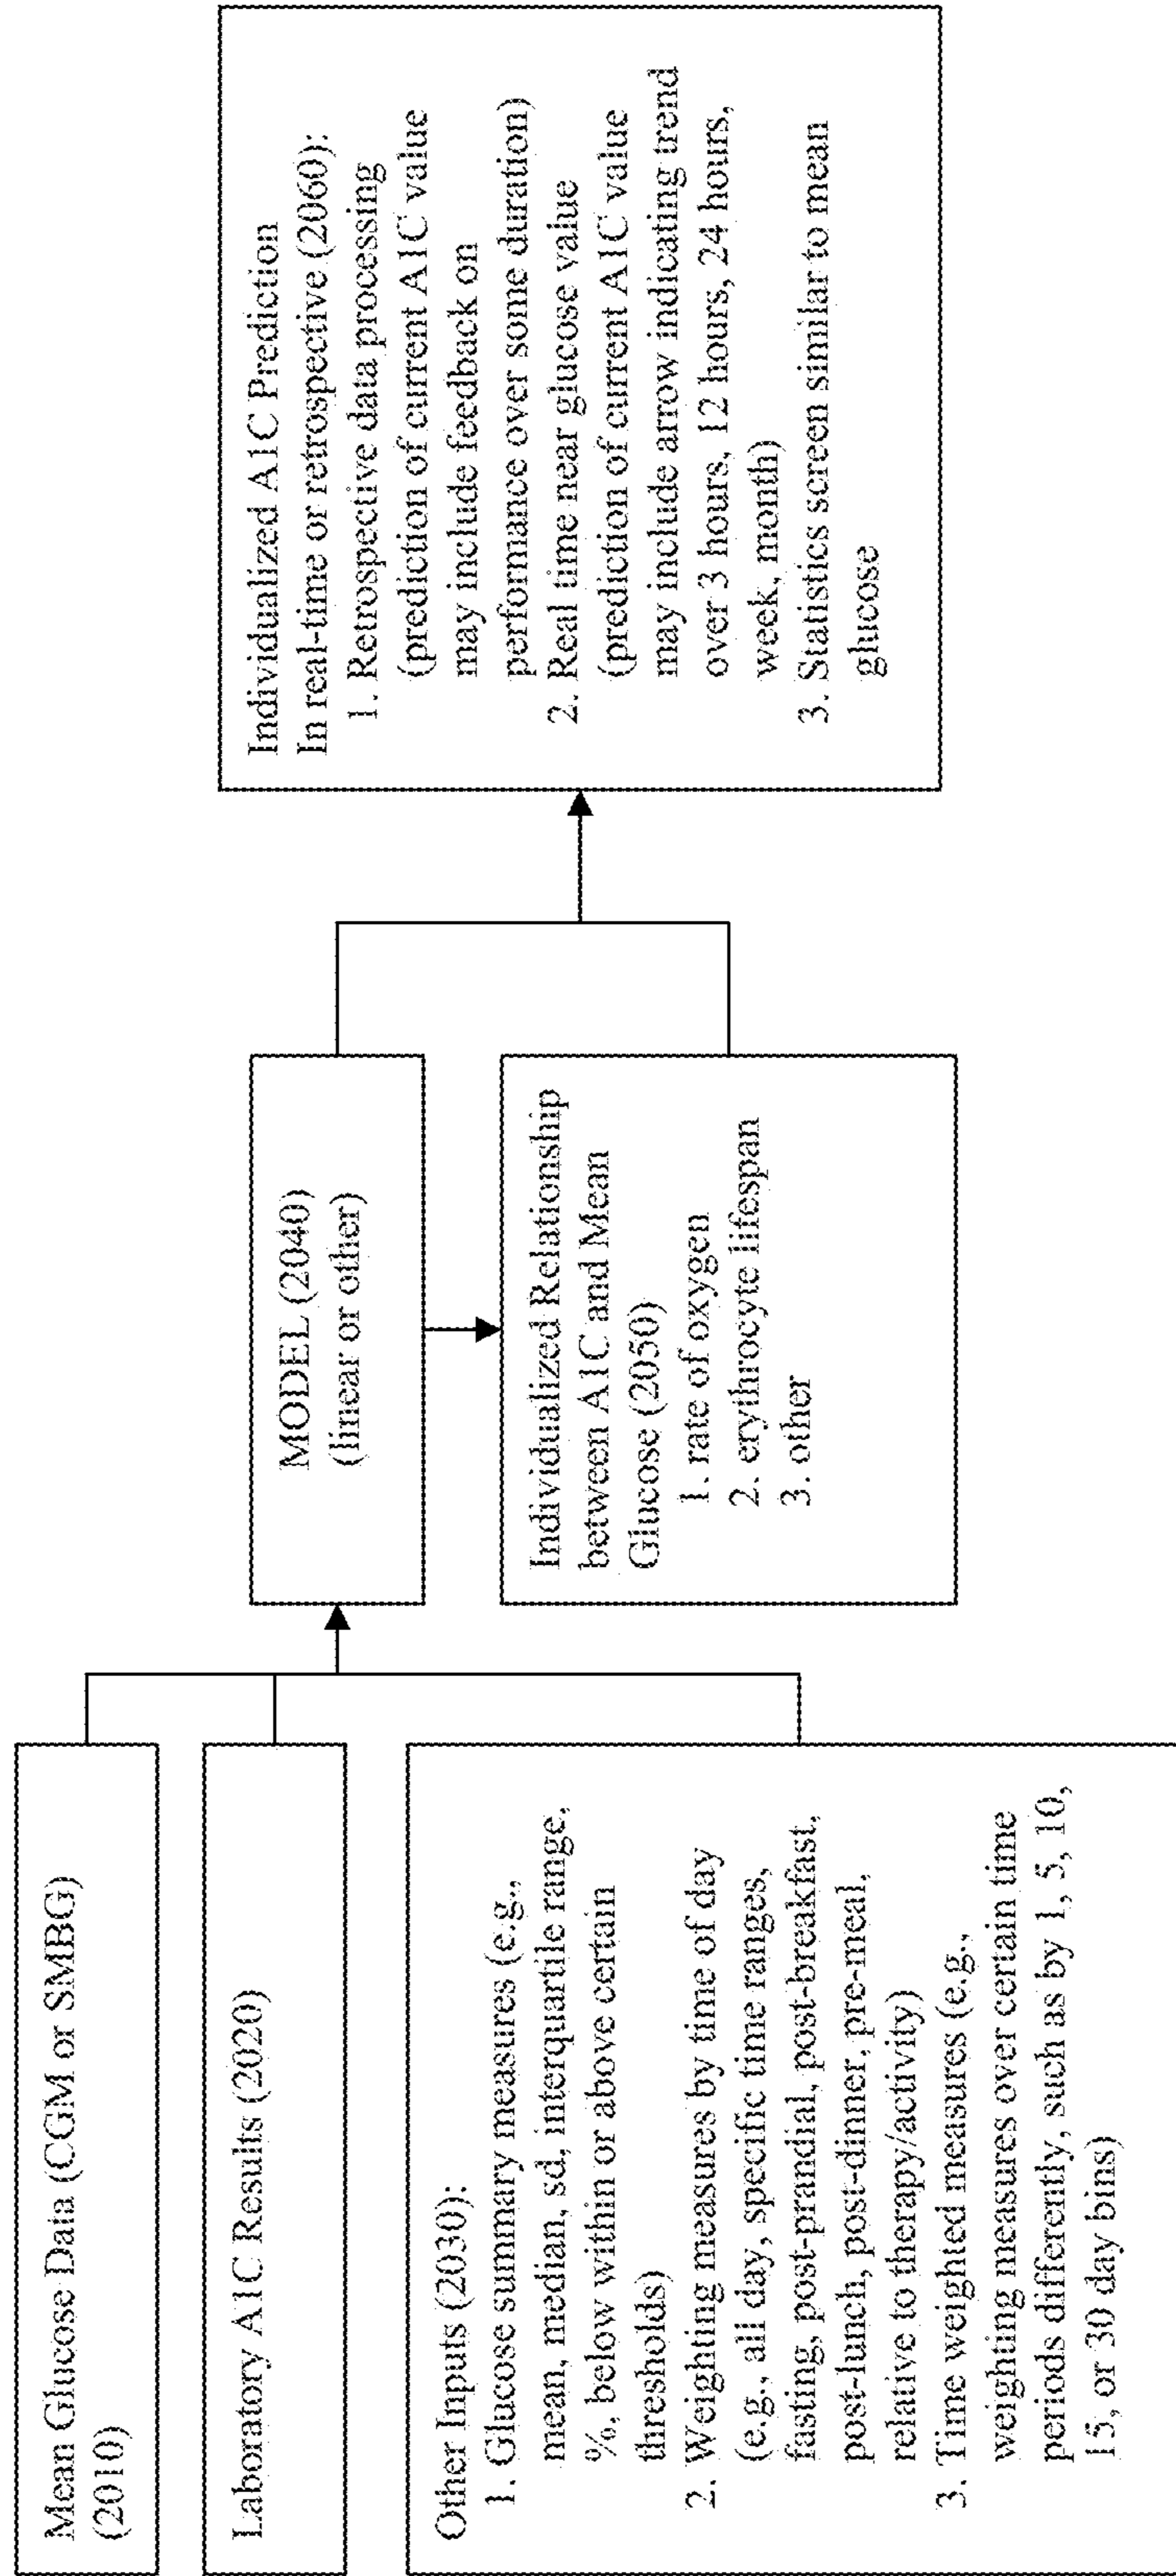 Mean Glucose Data (CGM or SMBG)
(2010)
Laboratory A1C Results (2020)
Other Inputs (2030):
1. Glucose summary measures (e.g.,
mean, median, sd, interquartile range,
%, below within or above certain
thresholds)
2. Weighting measures by time of day
(e.g., all day, specific time ranges,
fasting, post-prandial, post-breakfast,
post-lunch, post-dinner, pre-meal,
relative to therapy/activity)
3. Time weighted measures (e.g.,
weighting measures over certain time
periods differently, such as by 1, 5, 10,
15, or 30 day bins)
MODEL (2040)
(linear or other)
Individualized Relationship
between A1C and Mean
Glucose (2050)
1. rate of oxygen
2. erythrocyte lifespan
3. other
Individualized A1C Prediction
In real-time or retrospective (2060):
1. Retrospective data processing
(prediction of current A1C value
may include feedback on
performance over some duration)
2. Real time near glucose value
(prediction of current A1C value
may include arrow indicating trend
over 3 hours, 12 hours, 24 hours,
week, month)
3. Statistics screen similar to mean
glucose